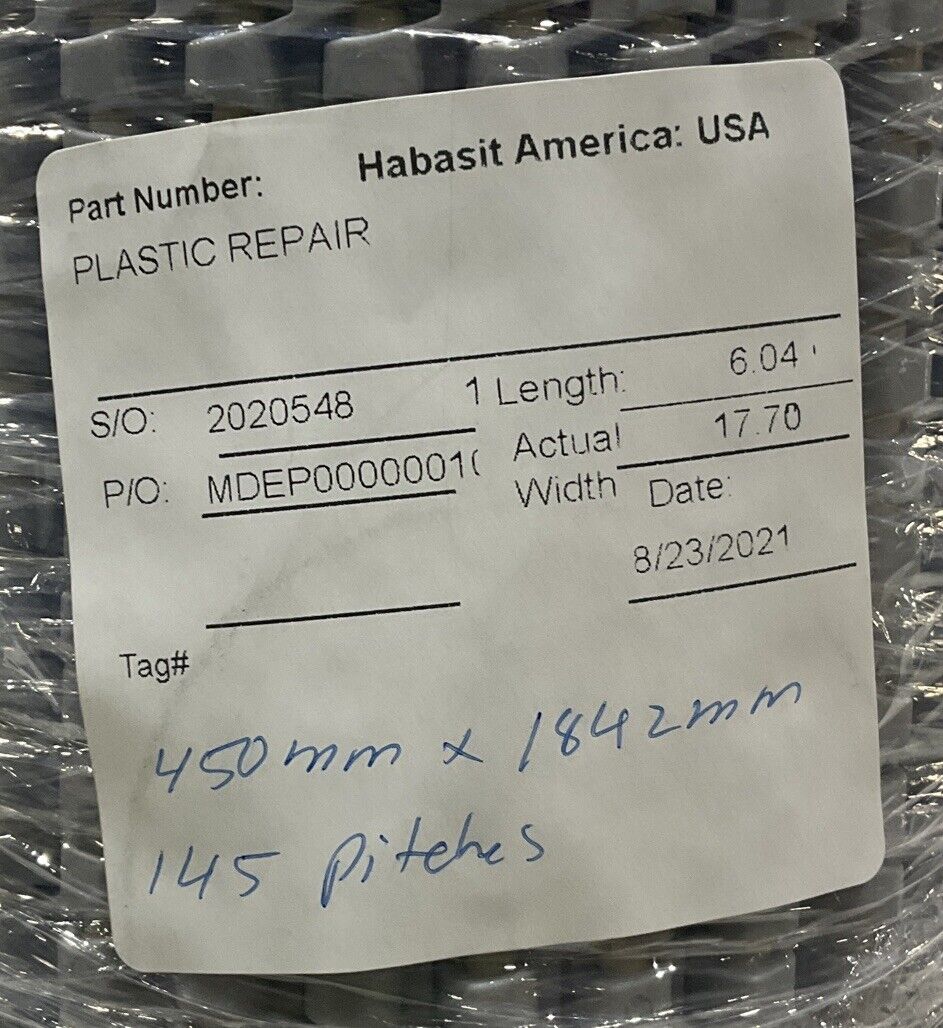 Habasit America: USA
Part Number:
PLASTIC REPAIR
S/O: 2020548 1 Length: 6.04 '
P/O: MDEP0000001( Actual Width 17.70
Date:
8/23/2021
Tag#
450mm x 1842mm
145 pitches